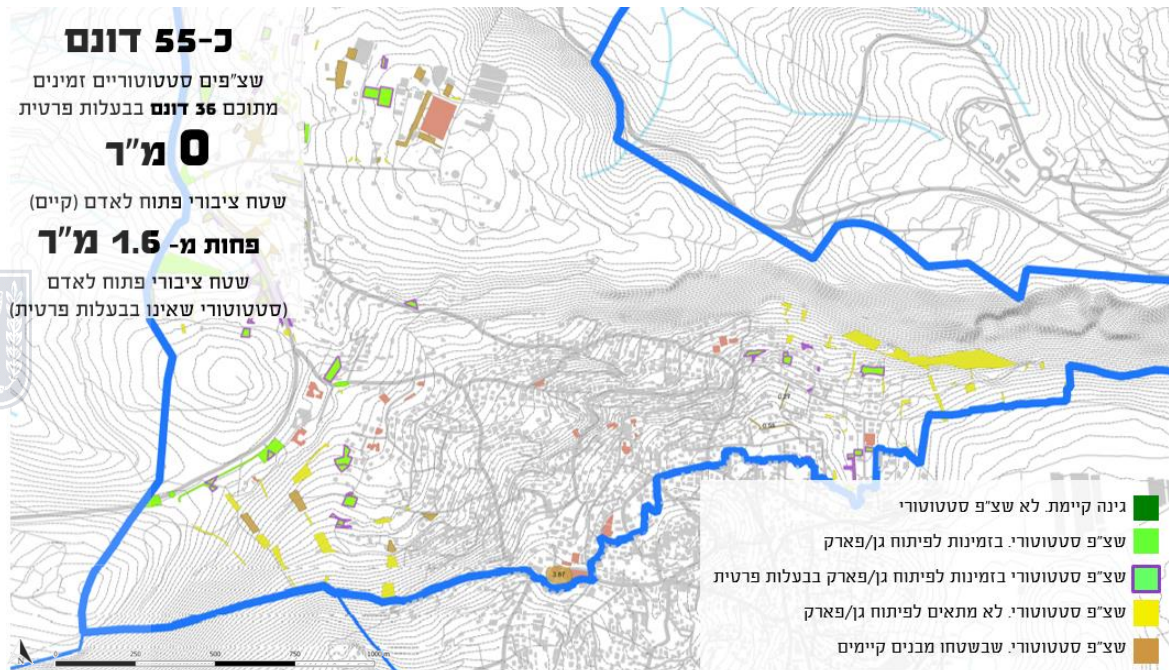 כ-55 דונם
שצ"פים סטטוטוריים זמינים
מתוכם 36 דונם בבעלות פרטית
0 מ"ר
שטח ציבורי פתוח לאדם (קיים)
פחות מ- 1.6 מ"ר
שטח ציבורי פתוח לאדם
(סטטוטורי שאינו בבעלות פרטית)
גינה קיימת. לא שצ"פ סטטוטורי
שצ"פ סטטוטורי. בזמינות לפיתוח גן/פארק
שצ"פ סטטוטורי בזמינות לפיתוח גן/פארק בבעלות פרטית
שצ"פ סטטוטורי. לא מתאים לפיתוח גן/פארק
שצ"פ סטטוטורי. שבשטחו מבנים קיימים
3.87
N
0 250 500 750 1000 m